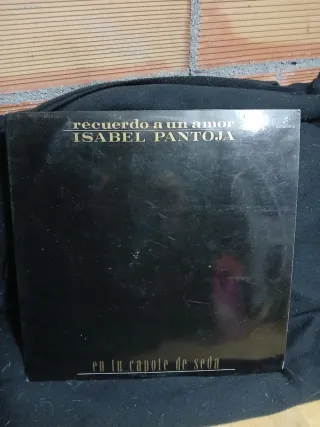 recuerdo a un amor
ISABEL PANTOJA
en tu capote de seda